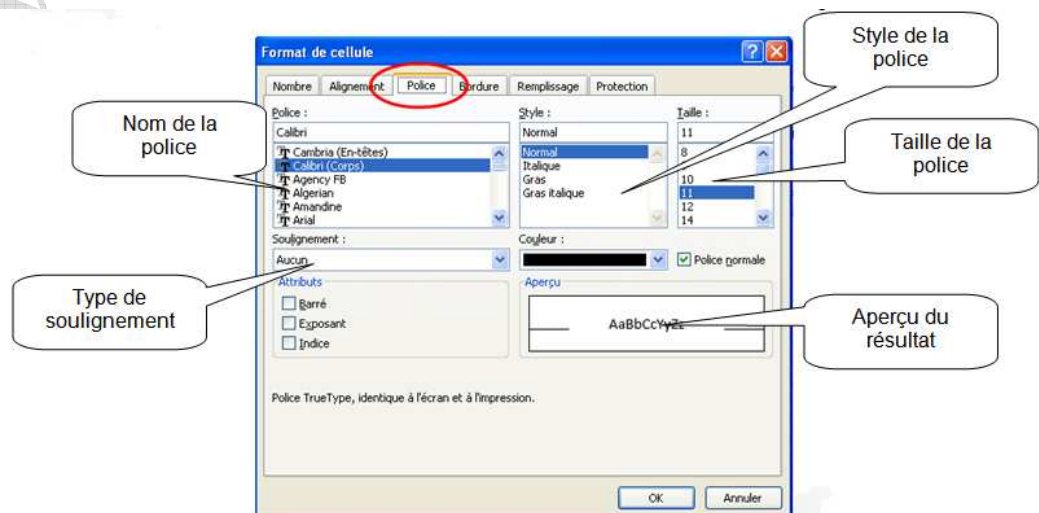 Format de cellule
Nombre Alignement Police Bordure Remplissage Protection
Police :
Calibri
Cambria (En-têtes)
Calibri (Corps)
Agency FB
Algerian
Amandine
Arial
Style :
Normal
Normal
Italique
Gras
Gras italique
Taille :
11
8
10
11
12
14
Soulignement :
Aucun
Couleur :
Police normale
Attributs
Barré
Exposant
Indice
Aperçu
AaBbCcYyZz
Police TrueType, identique à l'écran et à l'impression.
OK Annuler
Nom de la
police
Type de
soulignement
Style de la
police
Taille de la
police
Aperçu du
résultat